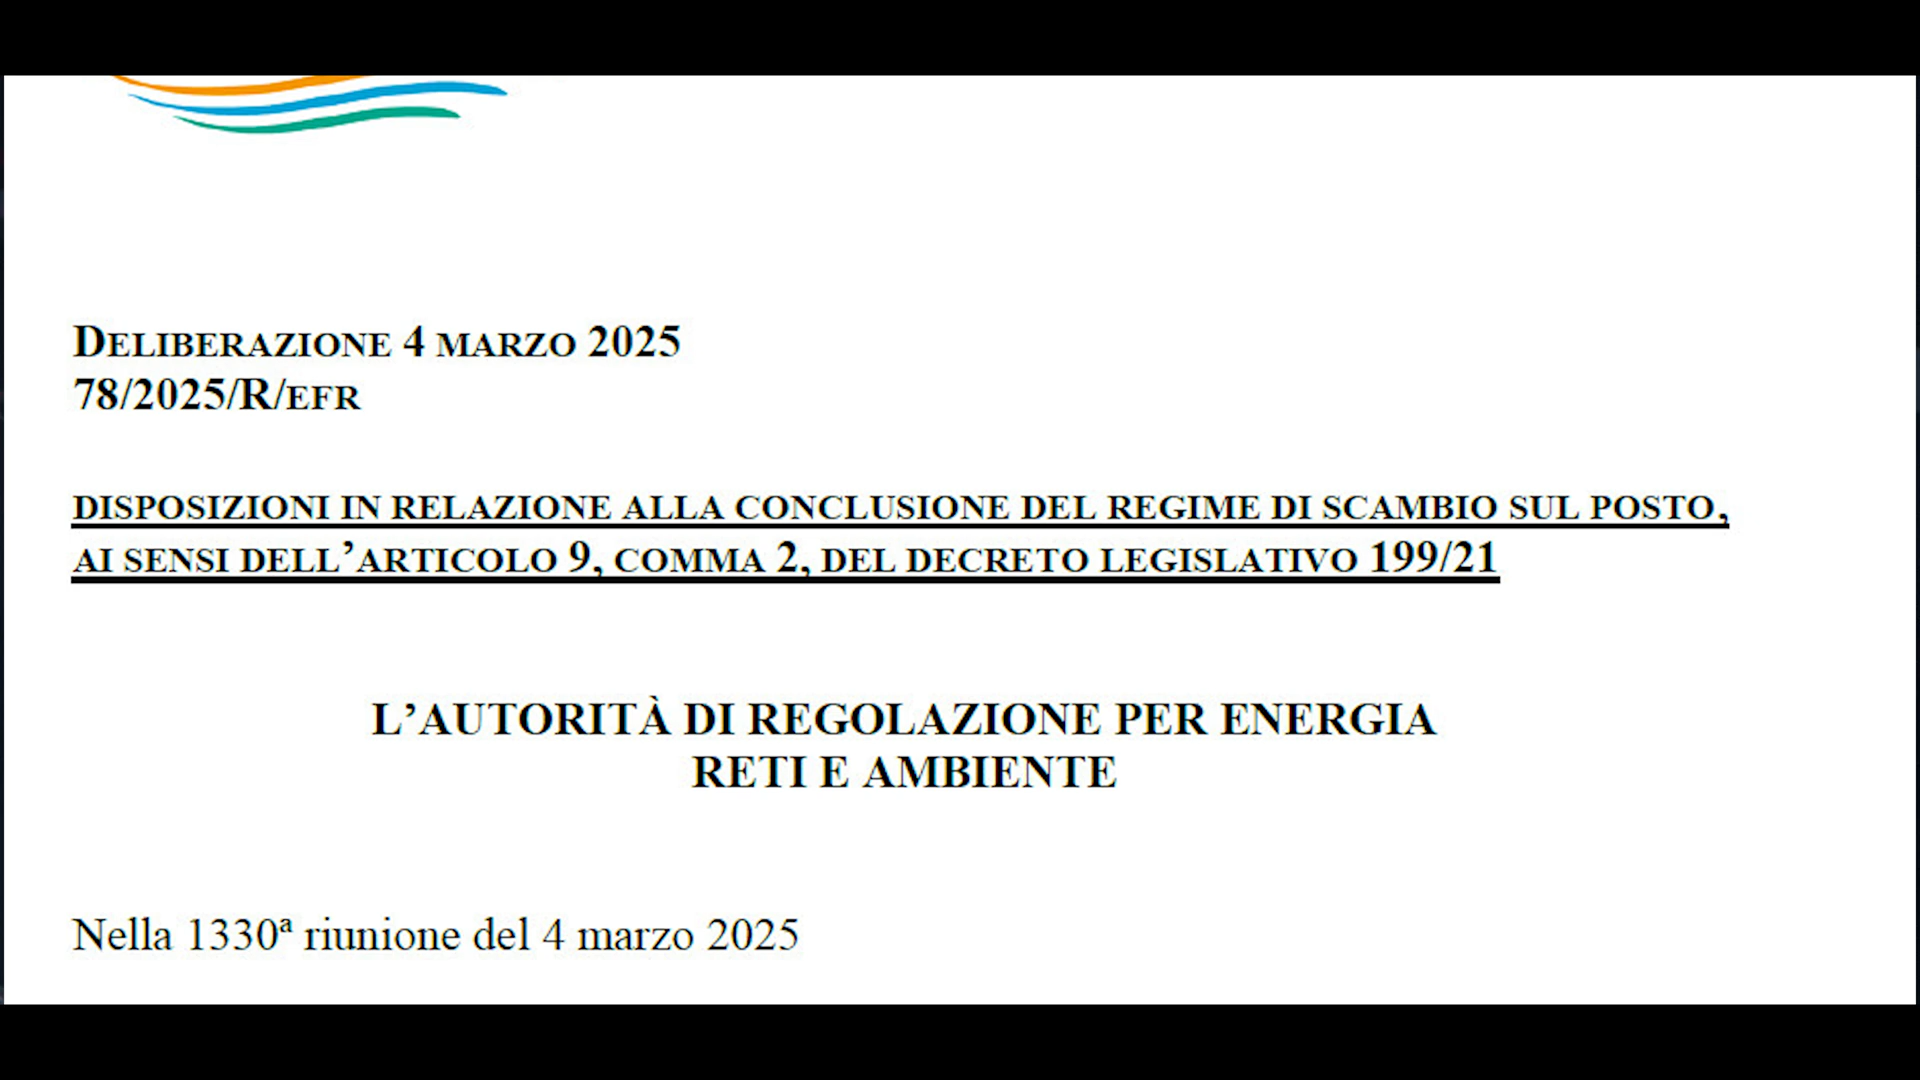 DELIBERAZIONE 4 MARZO 2025
78/2025/R/EFR
DISPOSIZIONI IN RELAZIONE ALLA CONCLUSIONE DEL REGIME DI SCAMBIO SUL POSTO,
AI SENSI DELL’ARTICOLO 9, COMMA 2, DEL DECRETO LEGISLATIVO 199/21
L’AUTORITÀ DI REGOLAZIONE PER ENERGIA
RETI E AMBIENTE
Nella 1330ª riunione del 4 marzo 2025